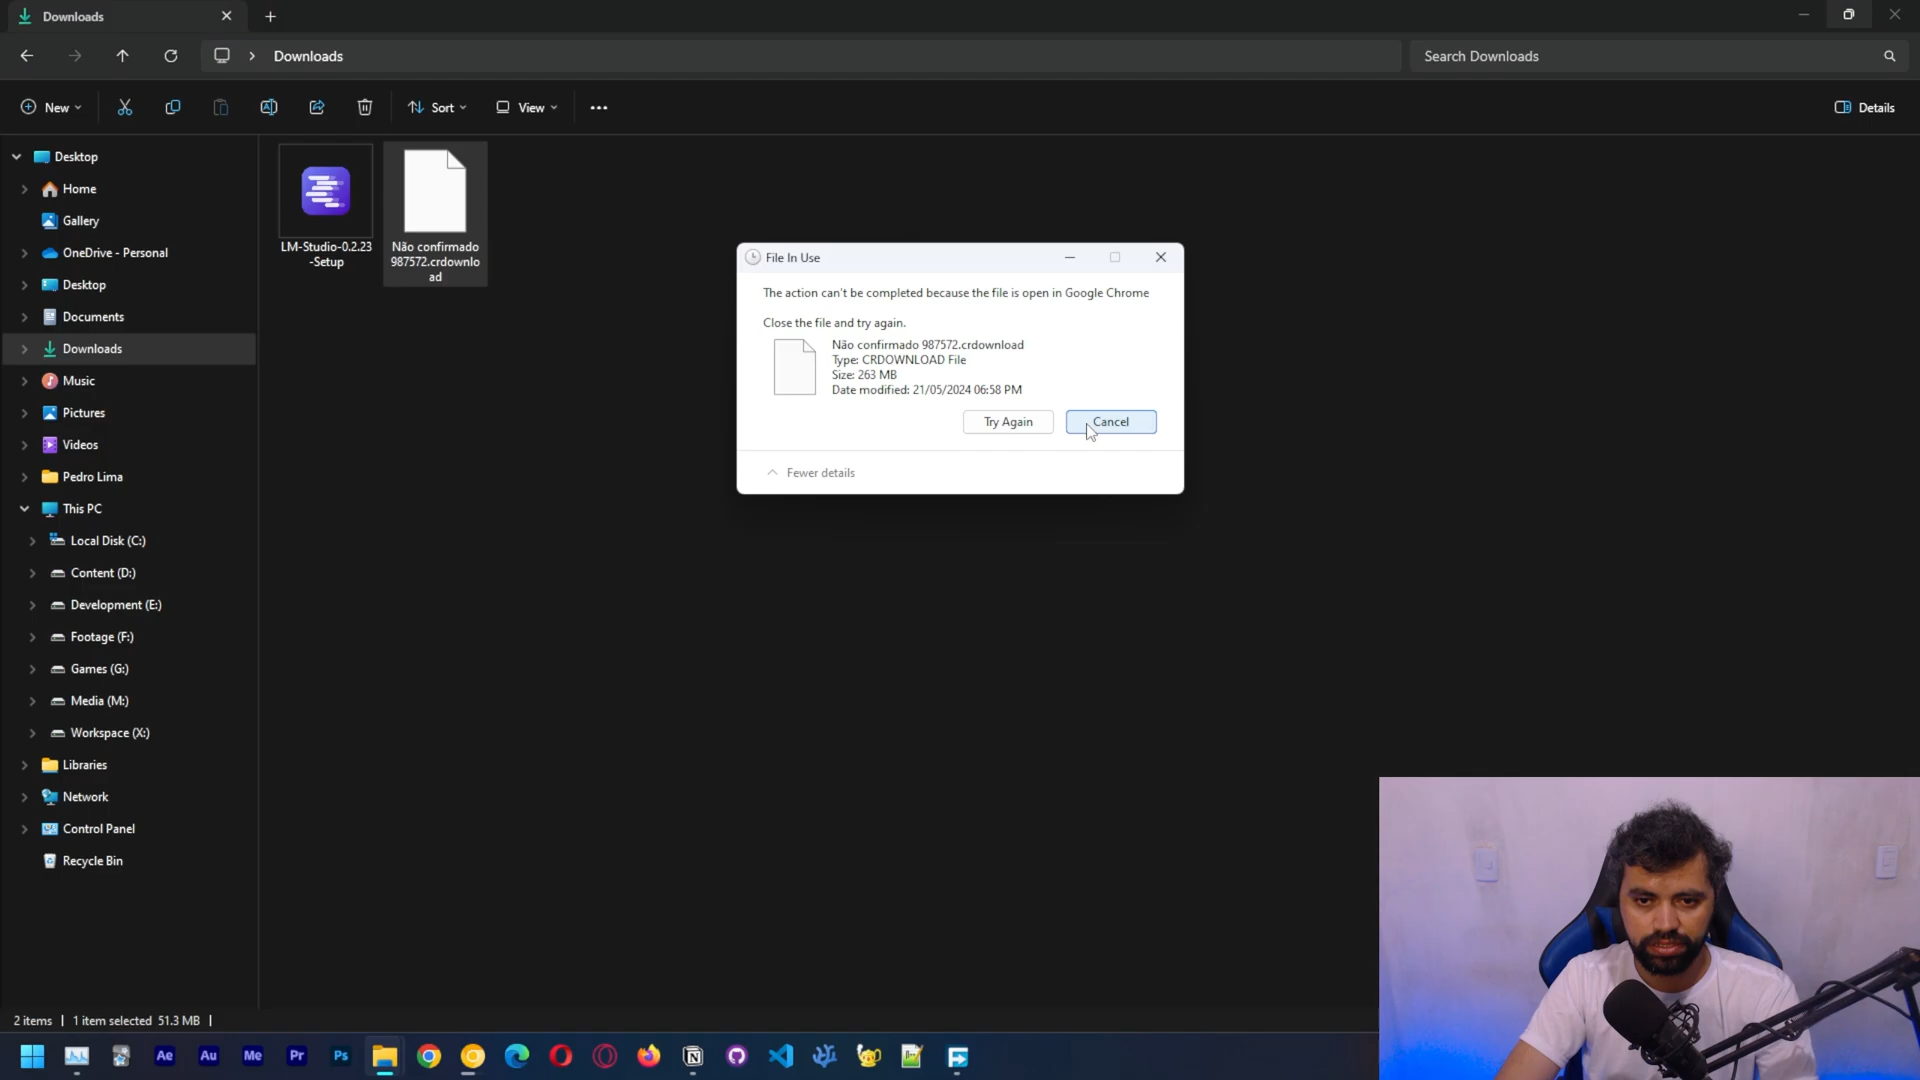 Downloads
Downloads
Search Downloads
New
Sort
View
Details
Desktop
Home
Gallery
OneDrive - Personal
Desktop
Documents
Downloads
Music
Pictures
Videos
Pedro Lima
This PC
Local Disk (C:)
Content (D:)
Development (E:)
Footage (F:)
Games (G:)
Media (M:)
Workspace (X:)
Libraries
Network
Control Panel
Recycle Bin
LM-Studio-0.2.23
-Setup
Não confirmado
987572.crdownlo
ad
File In Use
The action can't be completed because the file is open in Google Chrome
Close the file and try again.
Não confirmado 987572.crdownload
Type: CRDOWNLOAD File
Size: 263 MB
Date modified: 21/05/2024 06:58 PM
Try Again
Cancel
Fewer details
2 items
1 item selected 51.3 MB
Ae
Au
Me
Pr
Ps